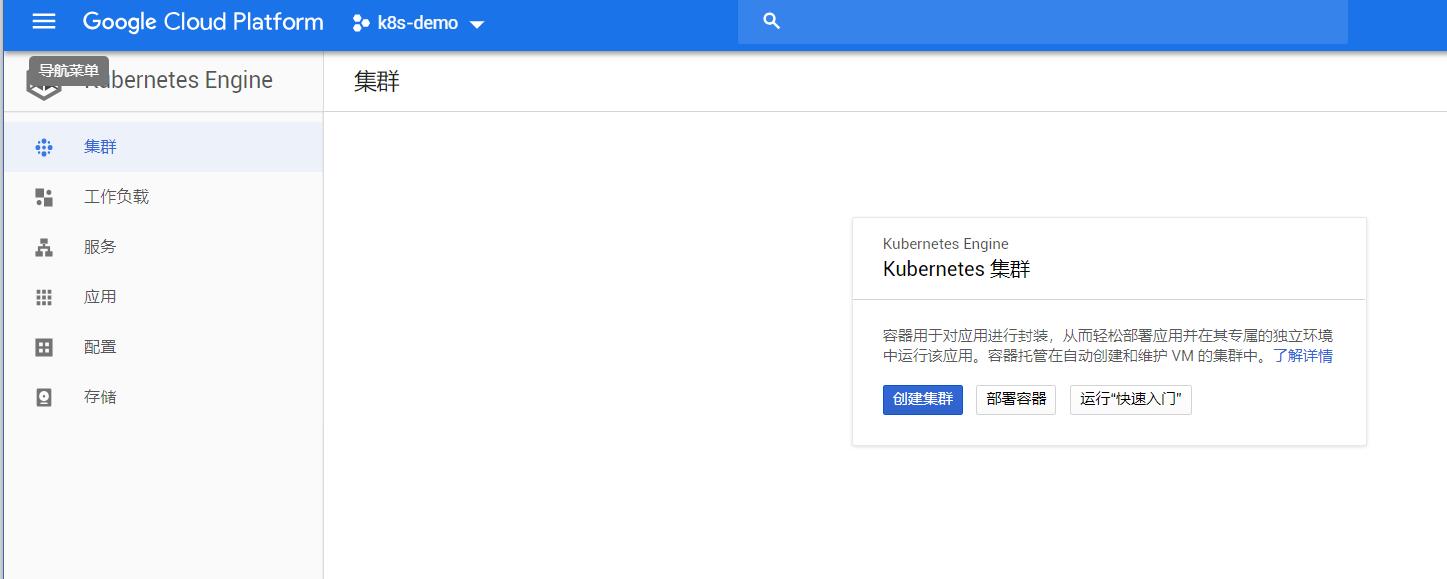 Google Cloud Platform
k8s-demo
导航菜单
Kubernetes Engine
集群
集群
工作负载
服务
应用
配置
存储
Kubernetes Engine
Kubernetes 集群
容器用于对应用进行封装，从而轻松部署应用并在其专属的独立环境
中运行该应用。容器托管在自动创建和维护 VM 的集群中。了解详情
创建集群 部署容器 运行“快速入门”